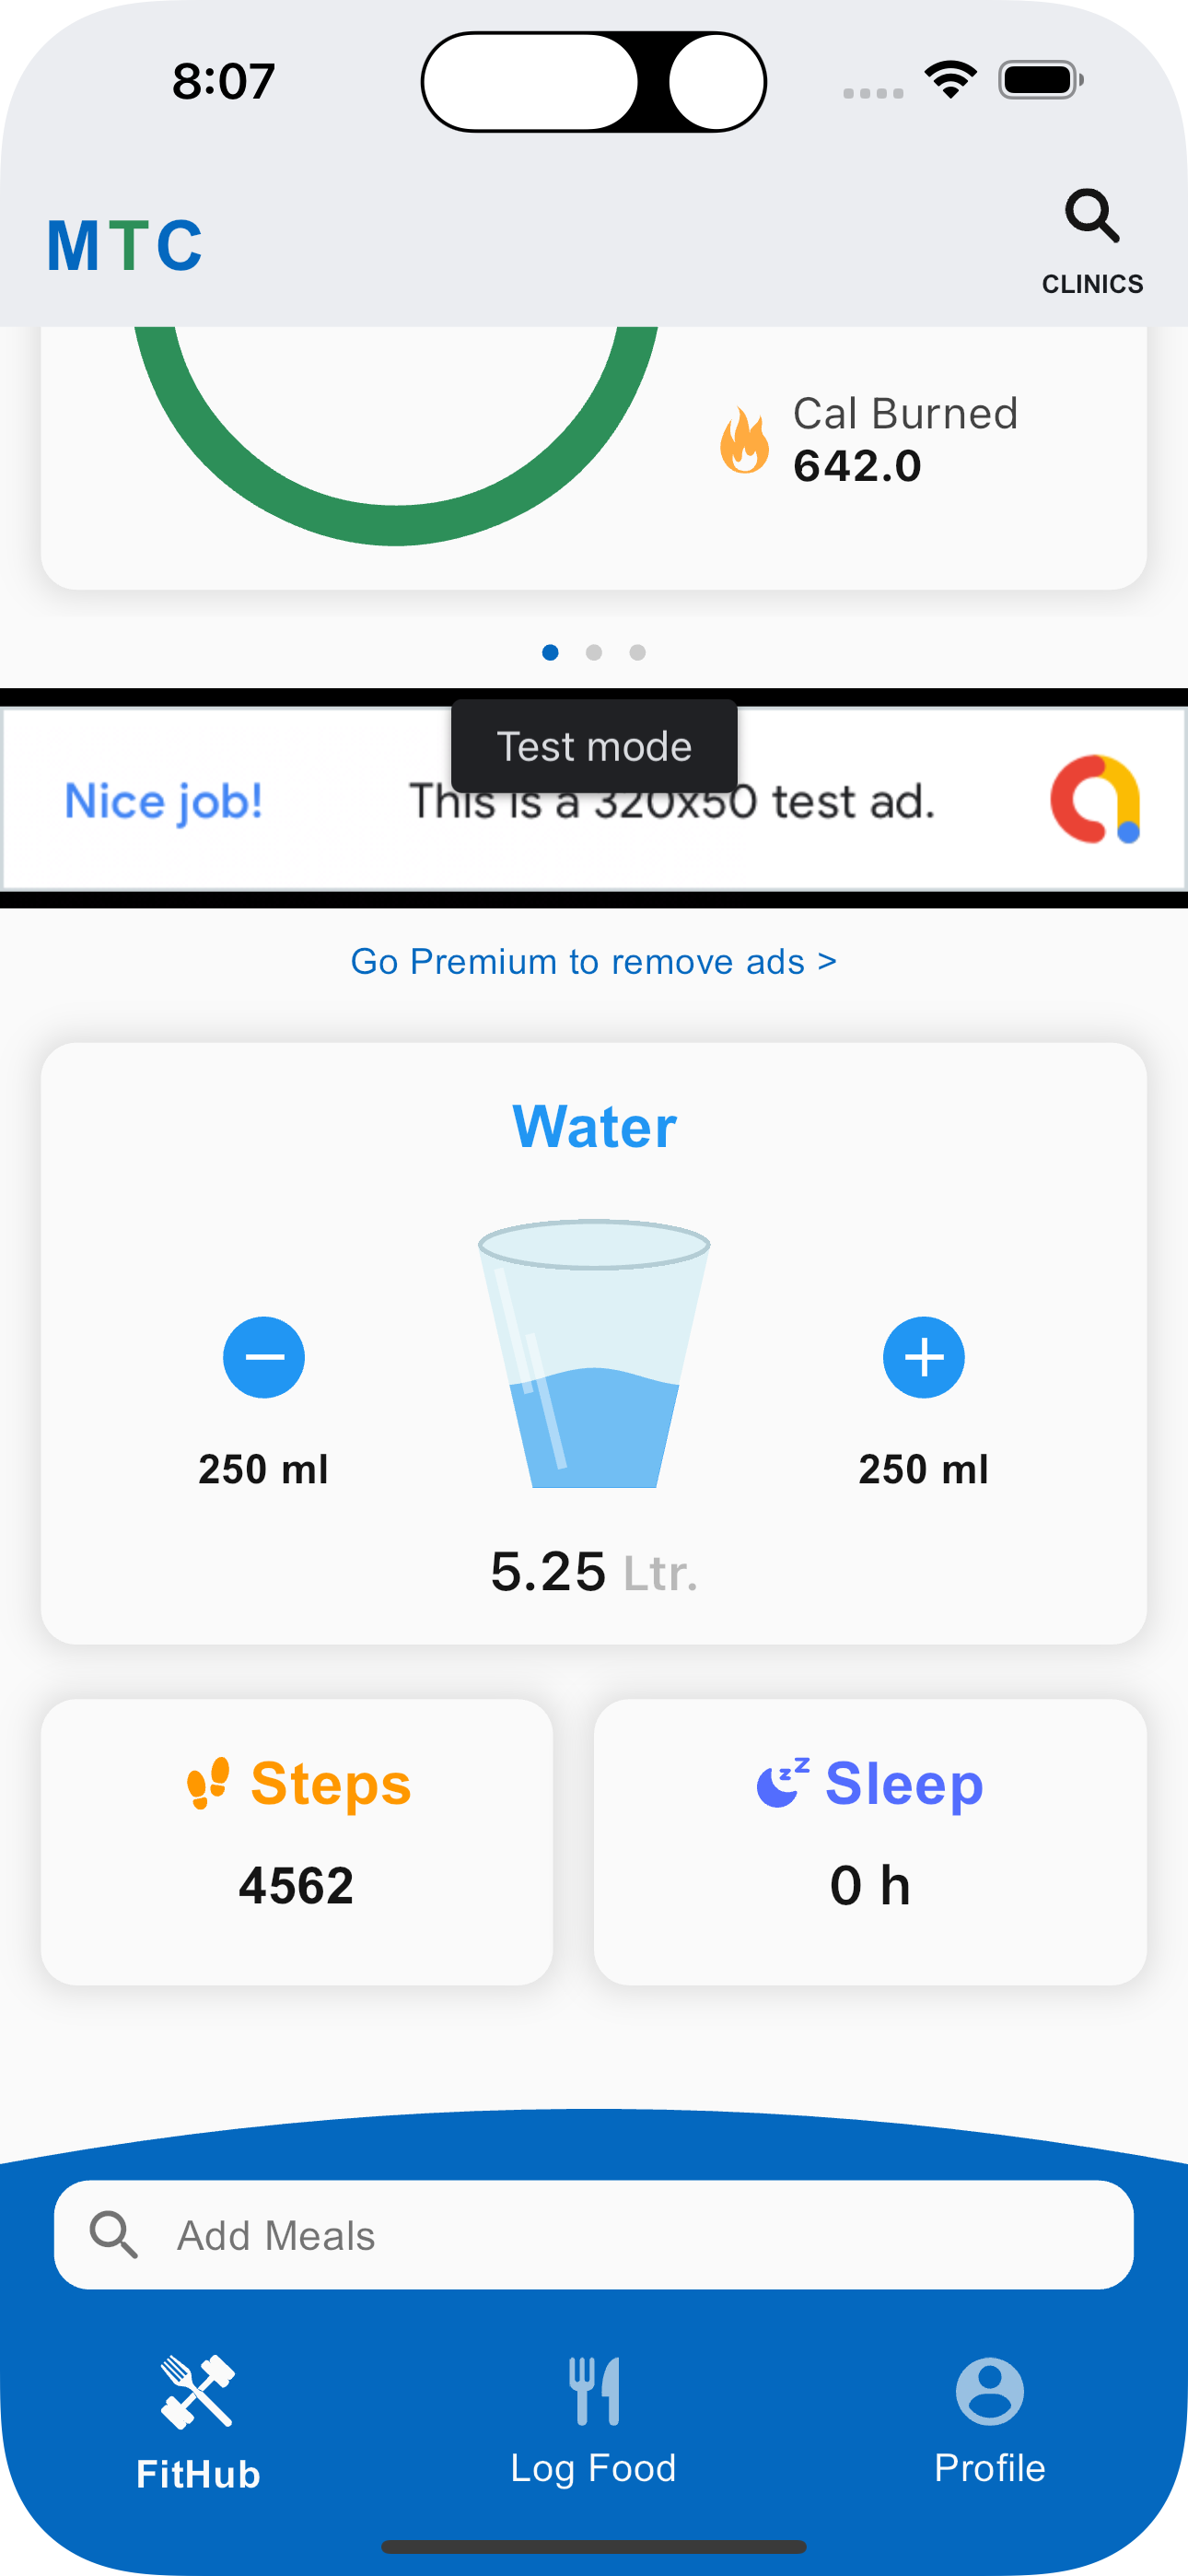 8:07
MTC
CLINICS
Cal Burned
642.0
Test mode
Nice job!
This is a 320x50 test ad.
Go Premium to remove ads >
Water
250 ml
250 ml
5.25 Ltr.
Steps
4562
Sleep
0 h
Add Meals
FitHub
Log Food
Profile